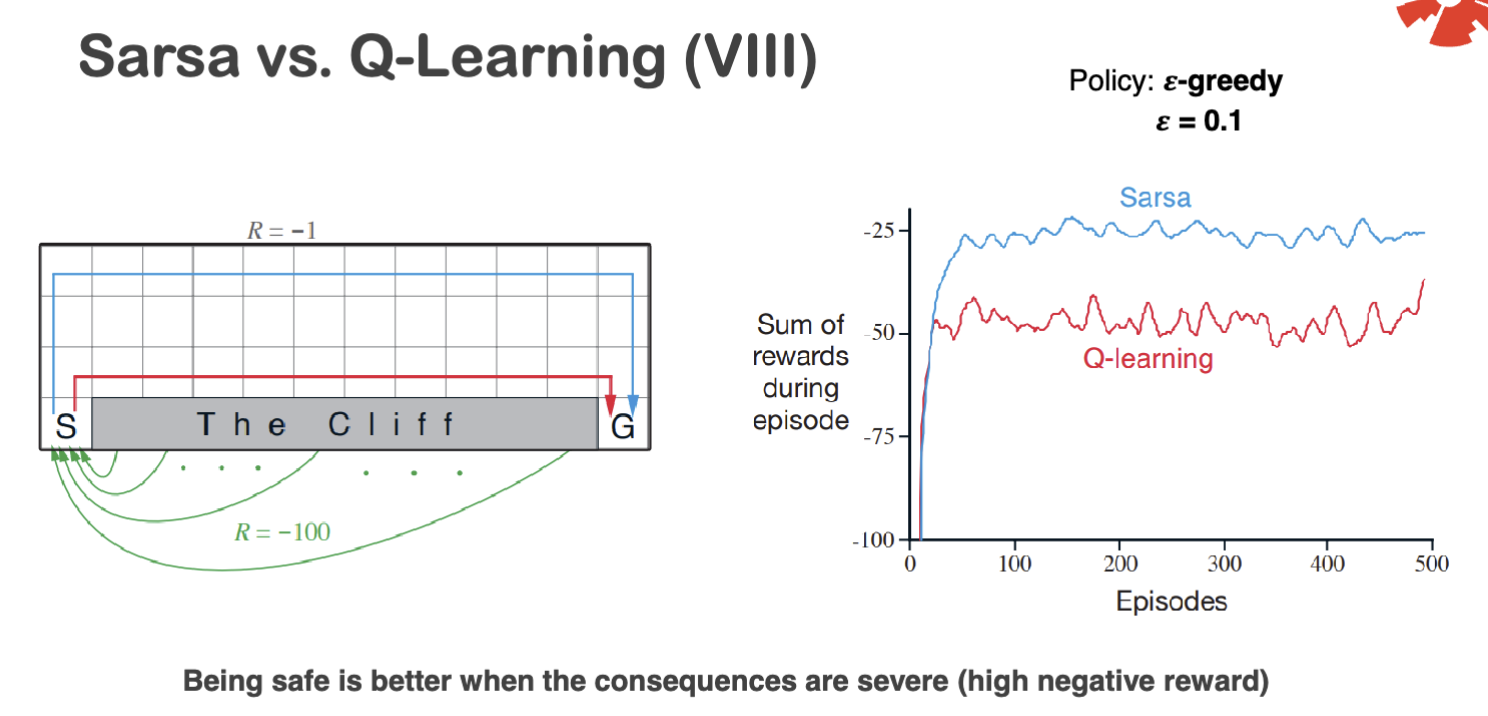 Sarsa vs. Q-Learning (VIII)
Policy: ε-greedy
ε = 0.1
R = −1
S
The Cliff
G
R = −100
Sarsa
Q-learning
Sum of
rewards
during
episode
-25
-50
-75
-100
0 100 200 300 400 500
Episodes
Being safe is better when the consequences are severe (high negative reward)